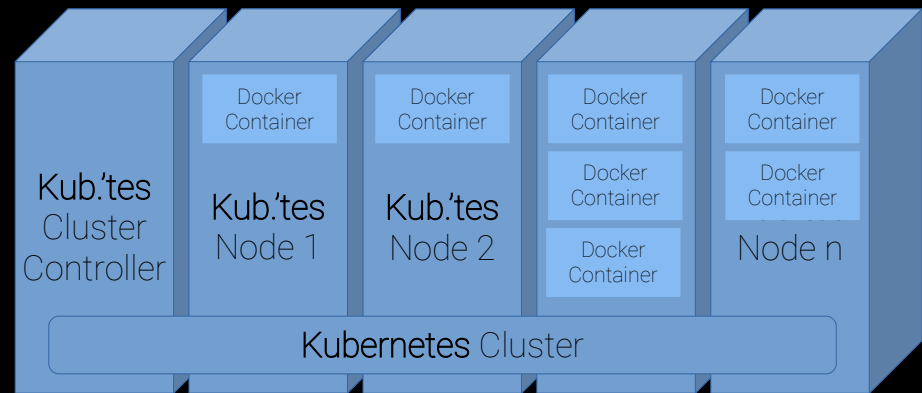 Kub.'tes
Cluster
Controller
Docker
Container
Kub.'tes
Node 1
Docker
Container
Kub.'tes
Node 2
Docker
Container
Docker
Container
Docker
Container
Docker
Container
Docker
Container
Node n
Kubernetes Cluster